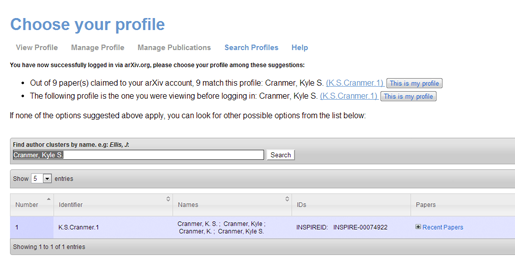 Choose your profile
View Profile Manage Profile Manage Publications Search Profiles Help
You have now successfully logged in via arXiv.org, please choose your profile among these suggestions:
Out of 9 paper(s) claimed to your arXiv account, 9 match this profile: Cranmer, Kyle S. (K.S.Cranmer.1) This is my profile
The following profile is the one you were viewing before logging in: Cranmer, Kyle S. (K.S.Cranmer.1) This is my profile
If none of the options suggested above apply, you can look for other possible options from the list below:
Find author clusters by name. e.g: Ellis, J:
Cranmer, Kyle S. Search
Show 5 entries
Number Identifier Names IDs Papers
1 K.S.Cranmer.1 Cranmer, K. S. ; Cranmer, Kyle ; INSPIREID: INSPIRE-00074922 Recent Papers
Cranmer, K. ; Cranmer, Kyle S.
Showing 1 to 1 of 1 entries